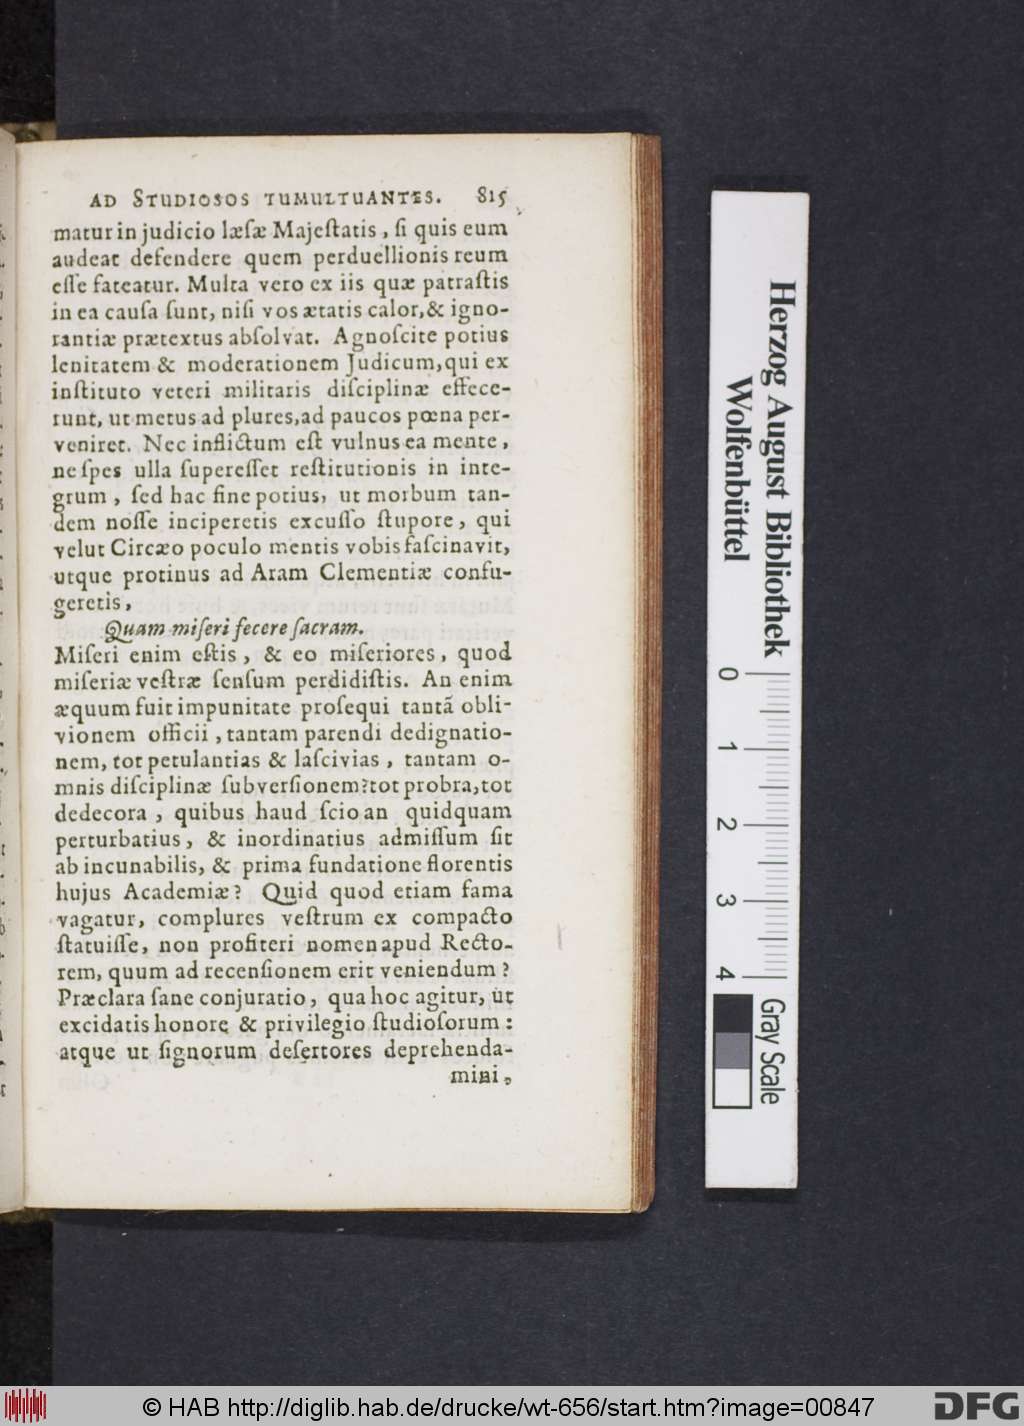 AD STUDIOSOS TUMULTUANTES. 815
matur in judicio læſæ Majeſtatis, ſi quis eum
audeat defendere quem perduellionis reum
eſſe fateatur. Multa vero ex iis quæ patraſtis
in ea cauſa ſunt, niſi vos ætatis calor, & igno-
rantiæ prætextus abſolvat. Agnoſcite potius
lenitatem & moderationem Judicum, qui ex
inſtituto veteri militaris diſciplinæ effece-
runt, ut metus ad plures, ad paucos pœna per-
veniret. Nec inflictum eſt vulnus ea mente,
ne ſpes ulla ſupereſſet reſtitutionis in inte-
grum, ſed hac fine potius, ut morbum tan-
dem noſſe inciperetis excuſſo ſtupore, qui
velut Circæo poculo mentis vobis faſcinavit,
utque protinus ad Aram Clementiæ confu-
geretis,
Quam miſeri fecere ſacram.
Miſeri enim eſtis, & eo miſeriores, quod
miſeriæ veſtræ ſenſum perdidiſtis. An enim
æquum fuit impunitate proſequi tantã obli-
vionem officii, tantam parendi dedignatio-
nem, tot petulantias & laſcivias, tantam o-
mnis diſciplinæ ſubverſionem? tot probra, tot
dedecora, quibus haud ſcio an quidquam
perturbatius, & inordinatius admiſſum ſit
ab incunabilis, & prima fundatione florentis
hujus Academiæ? Quid quod etiam fama
vagatur, complures veſtrum ex compacto
ſtatuiſſe, non profiteri nomen apud Recto-
rem, quum ad recenſionem erit veniendum?
Præclara ſane conjuratio, qua hoc agitur, ut
excidatis honore & privilegio ſtudioſorum:
atque ut ſignorum deſertores deprehenda-
mini,
Herzog August Bibliothek
Wolfenbüttel
0 1 2 3 4
Gray Scale
© HAB http://diglib.hab.de/drucke/wt-656/start.htm?image=00847
DFG